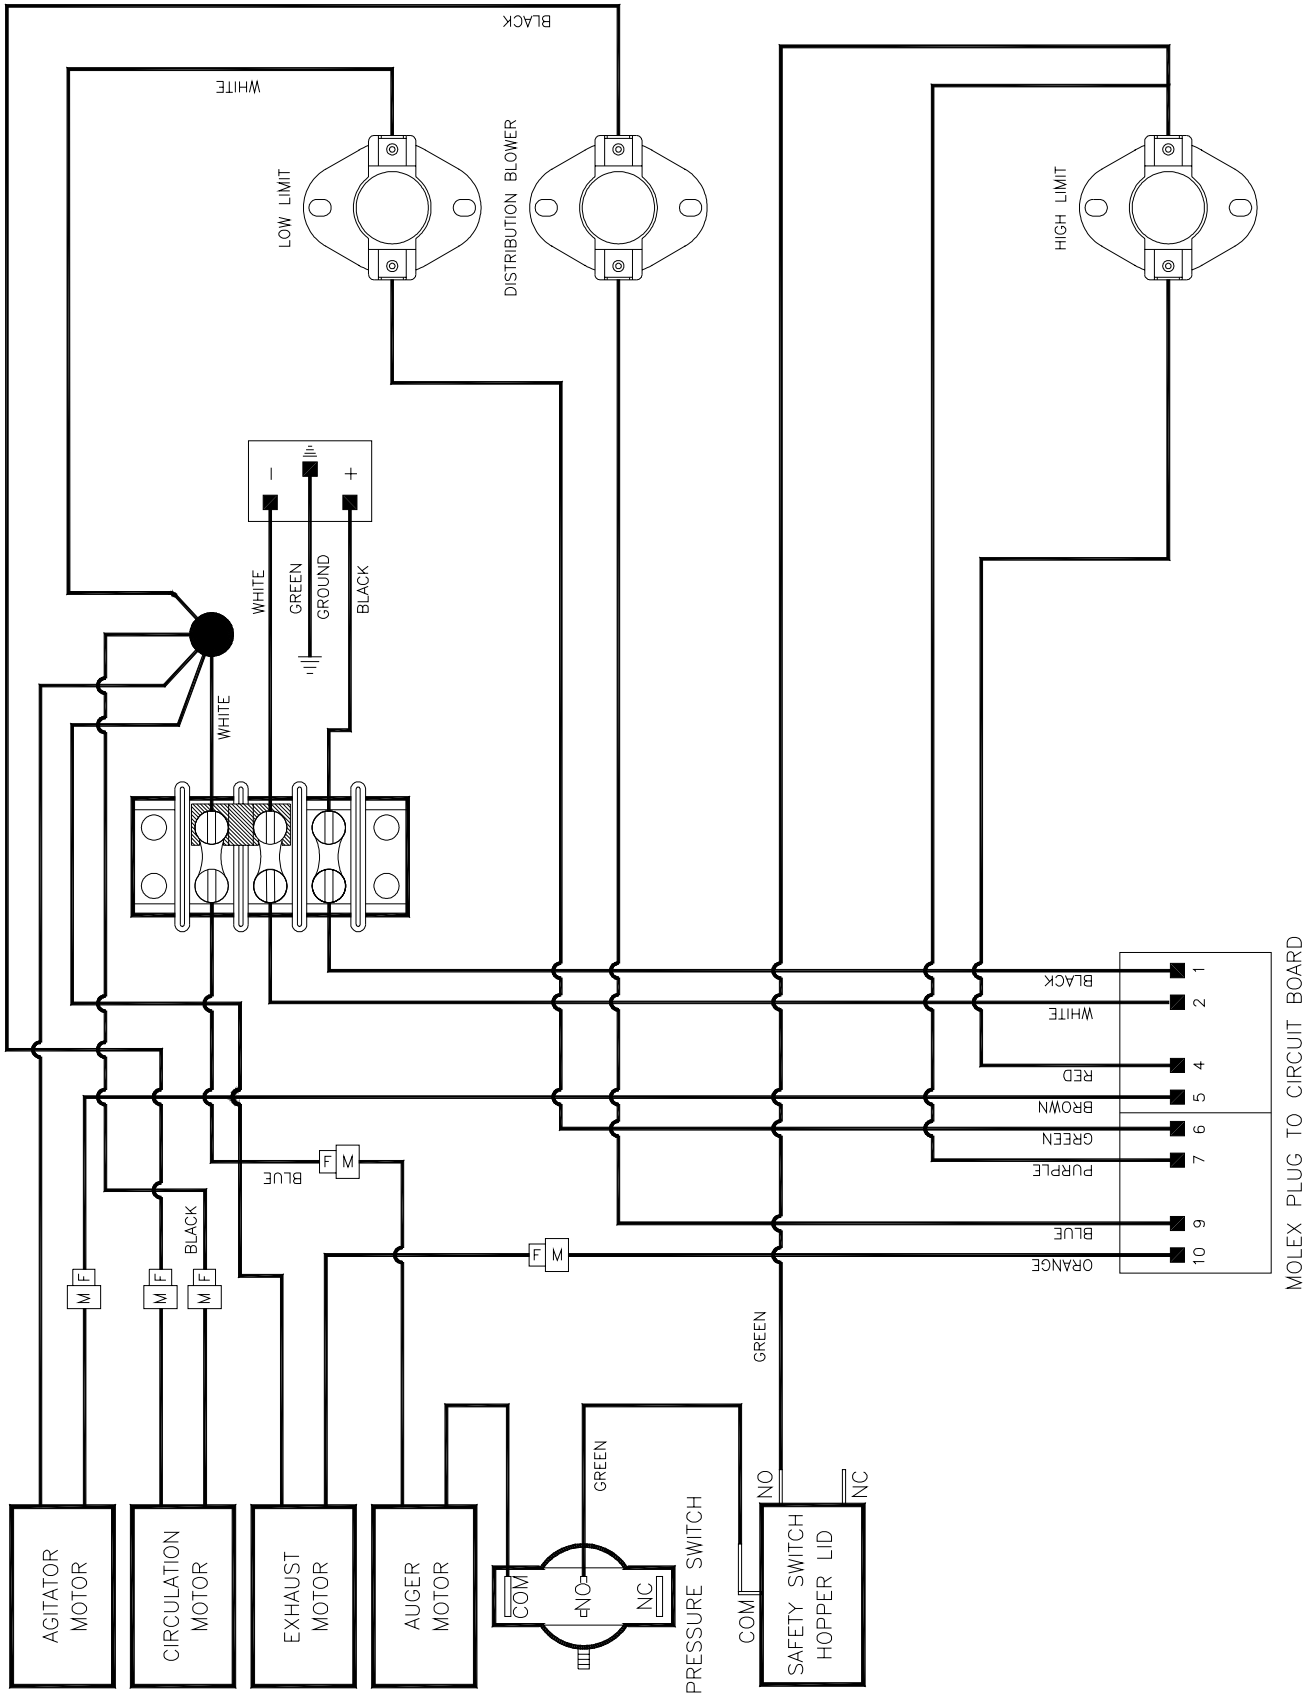 BLACK
WHITE
LOW LIMIT
DISTRIBUTION BLOWER
HIGH LIMIT
−
+
WHITE
GREEN
GROUND
BLACK
WHITE
BLACK
1
WHITE
2
RED
4
BROWN
5
GREEN
6
PURPLE
7
BLUE
9
ORANGE
10
MOLEX PLUG TO CIRCUIT BOARD
BLUE
F M
BLACK
F M
M F
M F
M F
GREEN
GREEN
AGITATOR
MOTOR
CIRCULATION
MOTOR
EXHAUST
MOTOR
AUGER
MOTOR
COM
NO
NC
PRESSURE SWITCH
NO
NC
COM
SAFETY SWITCH
HOPPER LID